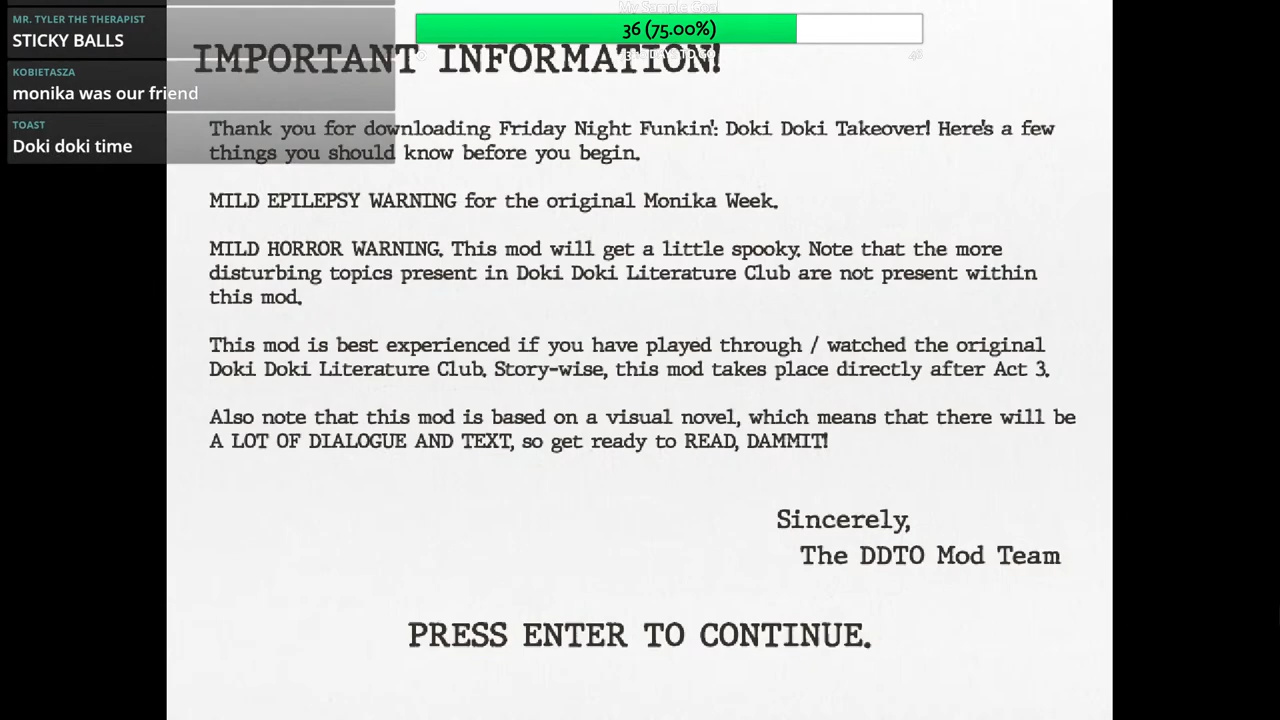 MR. TYLER THE THERAPIST
STICKY BALLS
KOBIETASZA
monika was our friend
TOAST
Doki doki time
My Sample Goal
36 (75.00%)
IMPORTANT INFORMATION!
Thank you for downloading Friday Night Funkin': Doki Doki Takeover! Here's a few
things you should know before you begin.
MILD EPILEPSY WARNING for the original Monika Week.
MILD HORROR WARNING. This mod will get a little spooky. Note that the more
disturbing topics present in Doki Doki Literature Club are not present within
this mod.
This mod is best experienced if you have played through / watched the original
Doki Doki Literature Club. Story-wise, this mod takes place directly after Act 3.
Also note that this mod is based on a visual novel, which means that there will be
A LOT OF DIALOGUE AND TEXT, so get ready to READ, DAMMIT!
Sincerely,
The DDTO Mod Team
PRESS ENTER TO CONTINUE.